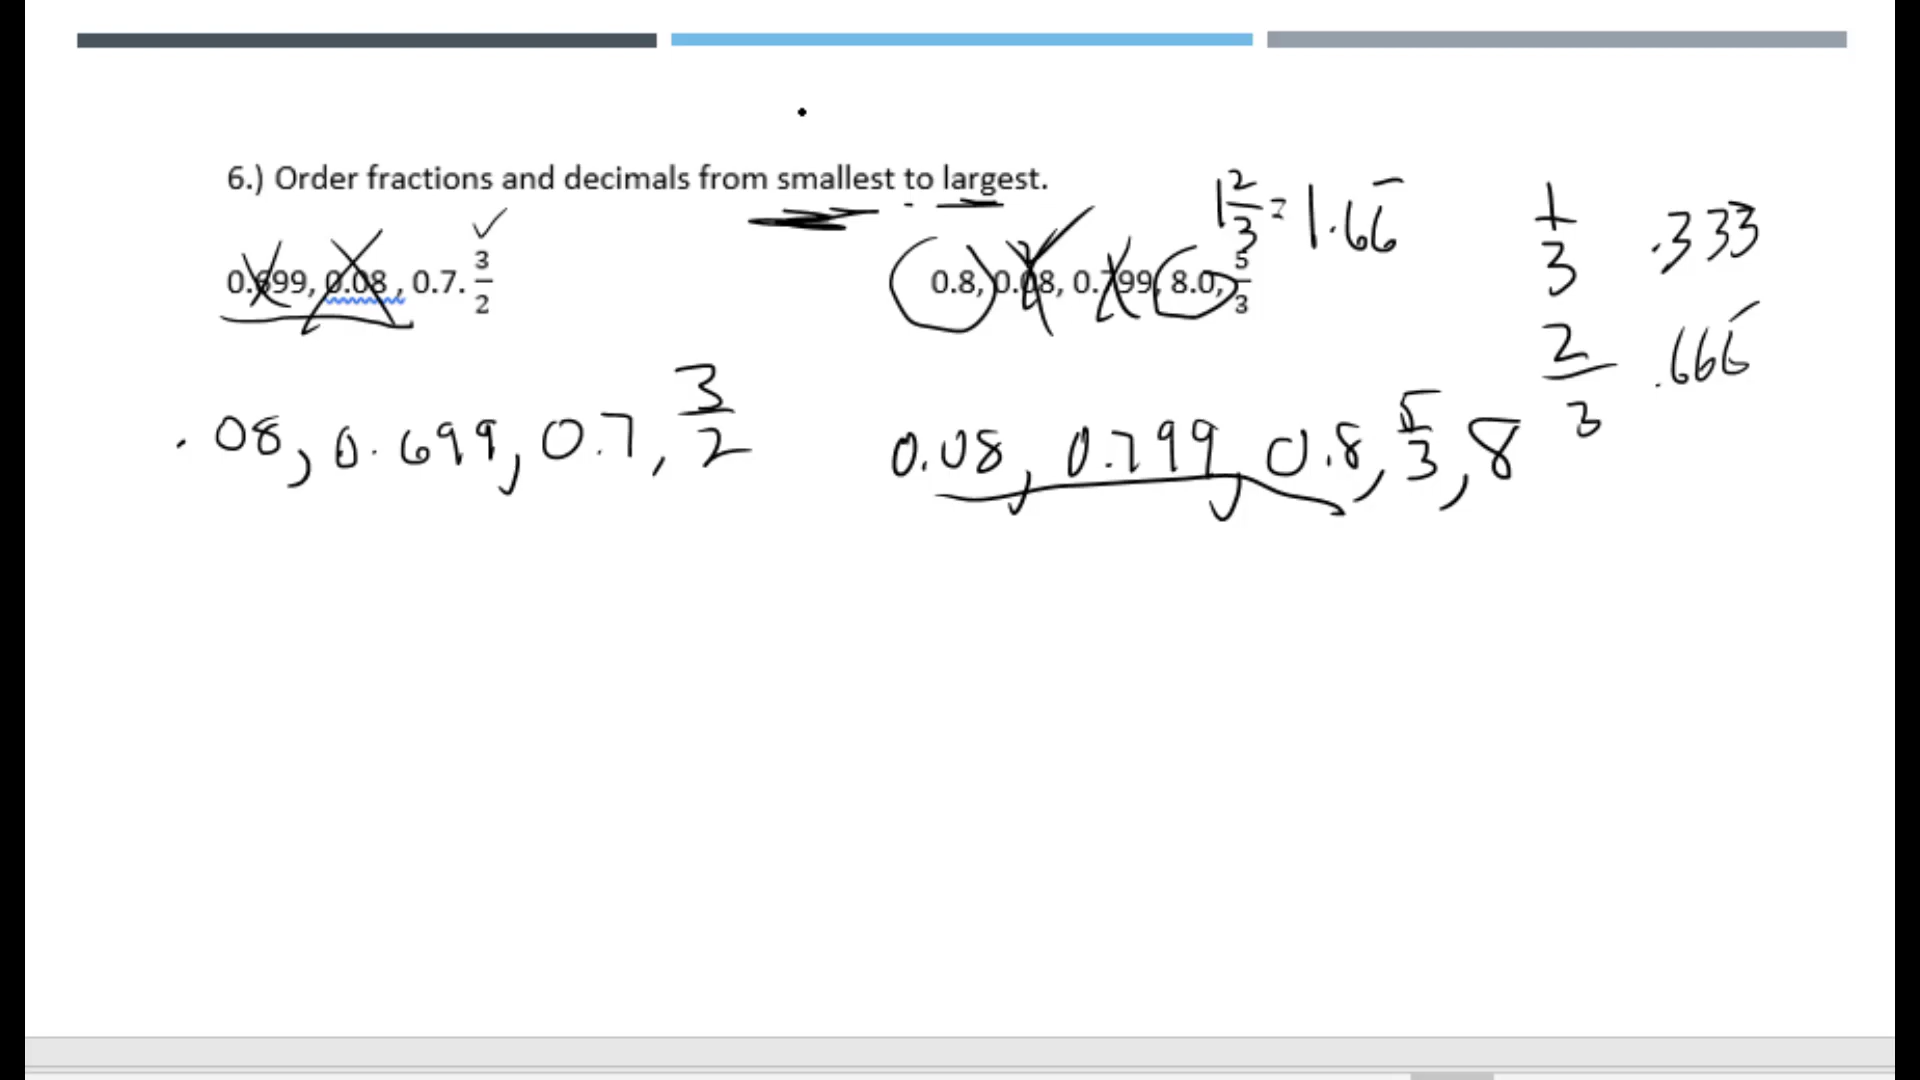 6.) Order fractions and decimals from smallest to largest.
0.699, 0.08 , 0.7. 3/2
0.8, 0.08, 0.799, 8.0, 5/3
1 2/3 = 1.66̅
1/3 .333
2/3 .666̅
.08, 0.699, 0.7, 3/2
0.08, 0.799, 0.8, 5/3, 8